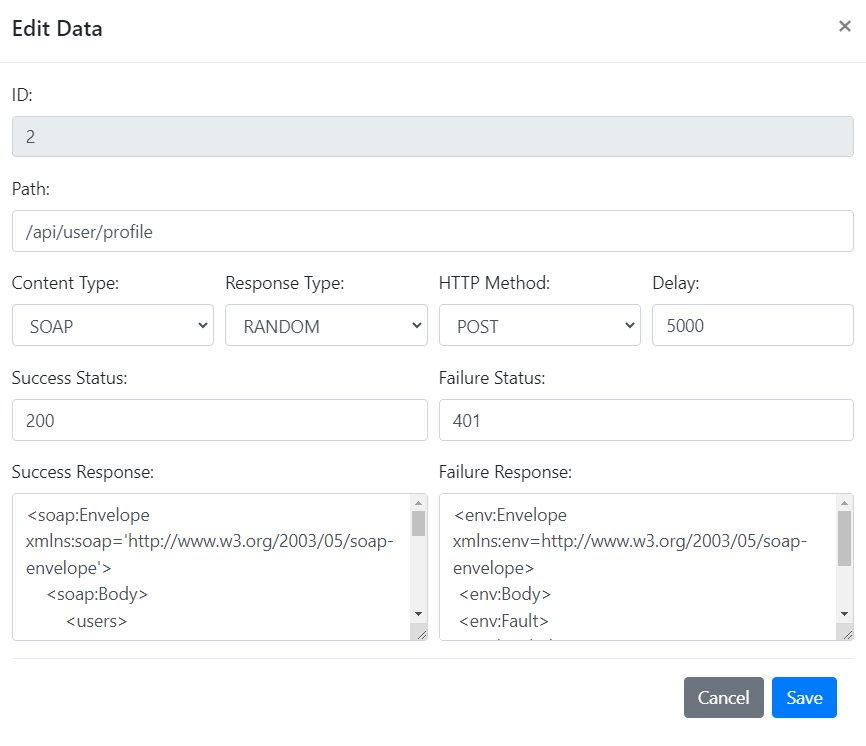 Edit Data ×
ID:
2
Path:
/api/user/profile
Content Type: Response Type: HTTP Method: Delay:
SOAP RANDOM POST 5000
Success Status: Failure Status:
200 401
Success Response: Failure Response:
<soap:Envelope
xmlns:soap='http://www.w3.org/2003/05/soap-
envelope'>
<soap:Body>
<users>
<env:Envelope
xmlns:env=http://www.w3.org/2003/05/soap-
envelope>
<env:Body>
<env:Fault>
Cancel Save